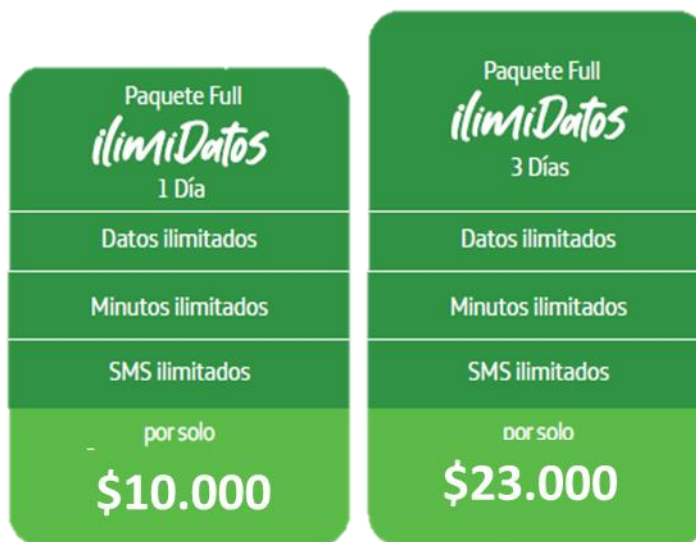 Paquete Full
ilimiDatos
1 Día
Datos ilimitados
Minutos ilimitados
SMS ilimitados
por solo
$10.000
Paquete Full
ilimiDatos
3 Días
Datos ilimitados
Minutos ilimitados
SMS ilimitados
por solo
$23.000